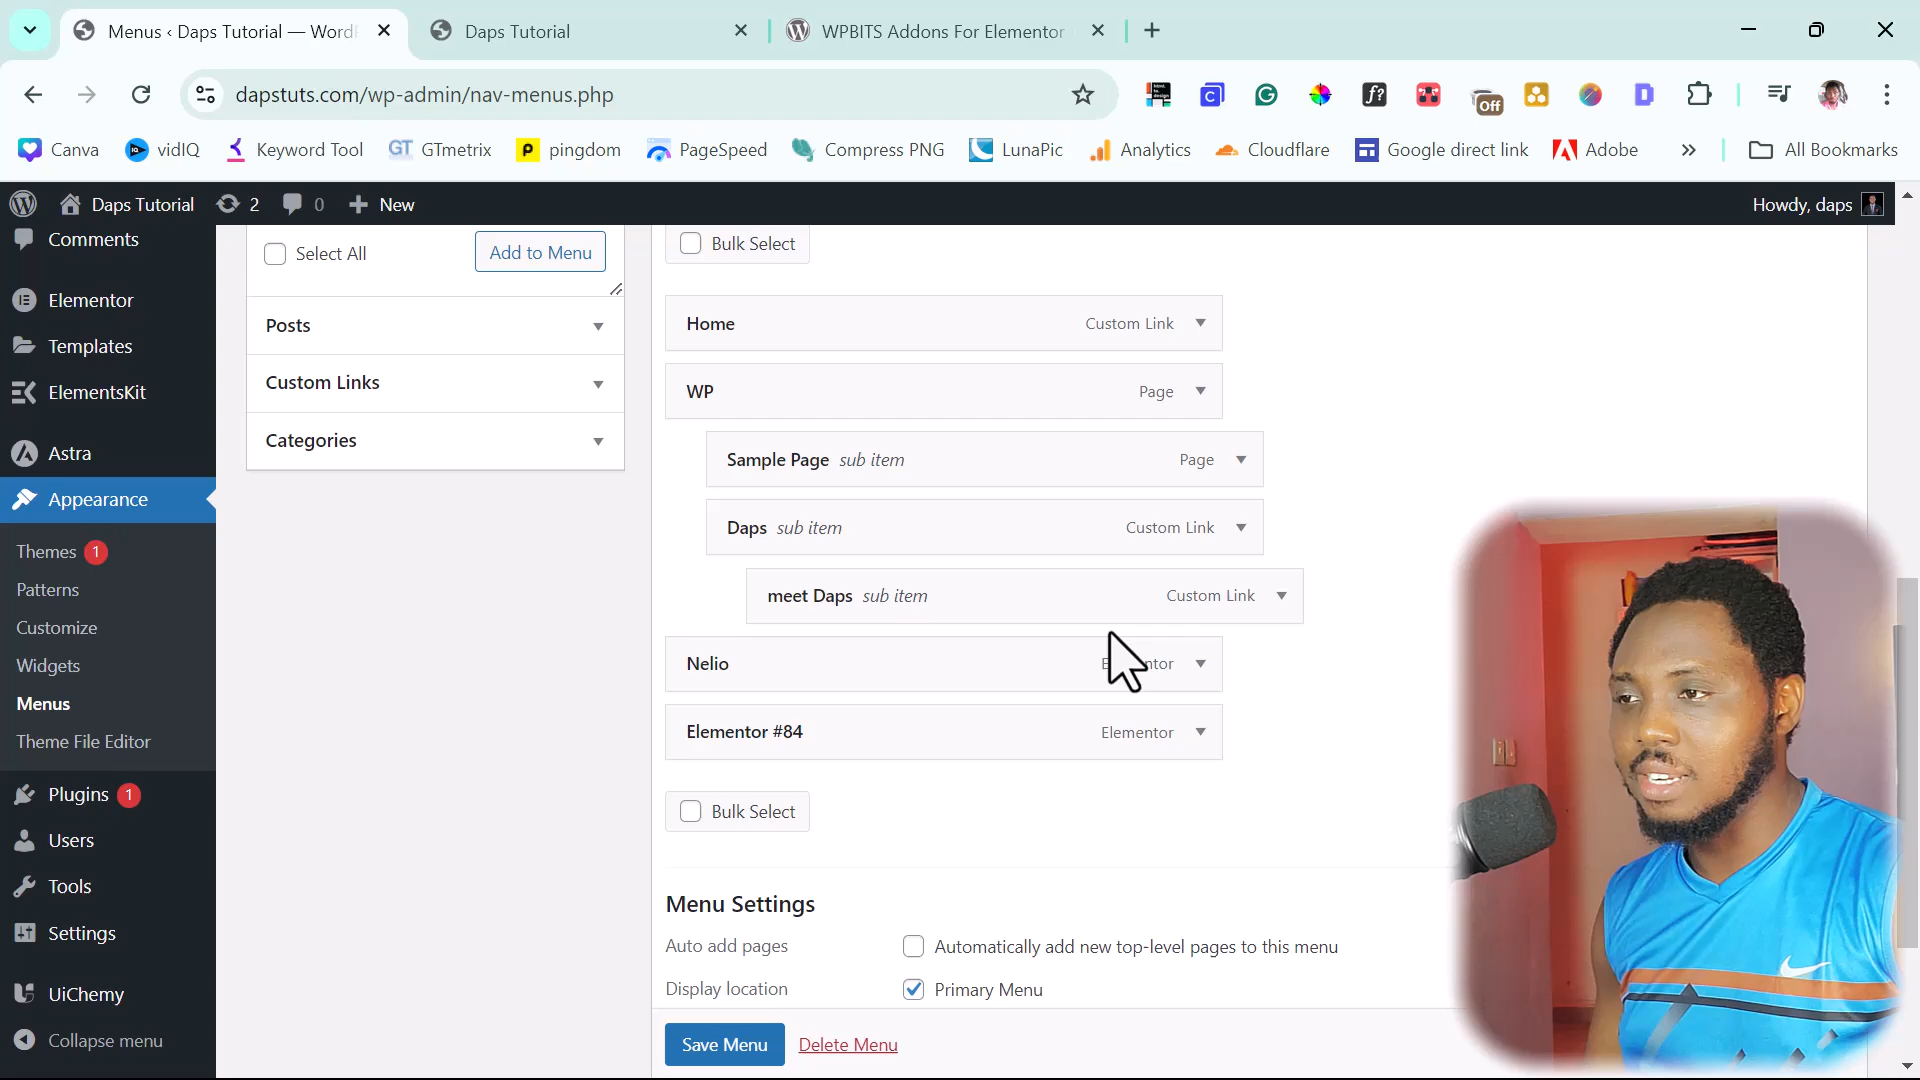 Menus ‹ Daps Tutorial — Word
Daps Tutorial
WPBITS Addons For Elementor
dapstuts.com/wp-admin/nav-menus.php
Off
Canva
vidIQ
Keyword Tool
GT GTmetrix
pingdom
PageSpeed
Compress PNG
LunaPic
Analytics
Cloudflare
Google direct link
Adobe
»
All Bookmarks
Daps Tutorial
2
0
New
Howdy, daps
Comments
Elementor
Templates
ElementsKit
Astra
Appearance
Themes 1
Patterns
Customize
Widgets
Menus
Theme File Editor
Plugins 1
Users
Tools
Settings
UiChemy
Collapse menu
Select All
Add to Menu
Posts
Custom Links
Categories
Bulk Select
Home Custom Link
WP Page
Sample Page sub item Page
Daps sub item Custom Link
meet Daps sub item Custom Link
Nelio
Elementor #84 Elementor
Bulk Select
Menu Settings
Auto add pages
Automatically add new top-level pages to this menu
Display location
Primary Menu
Save Menu
Delete Menu